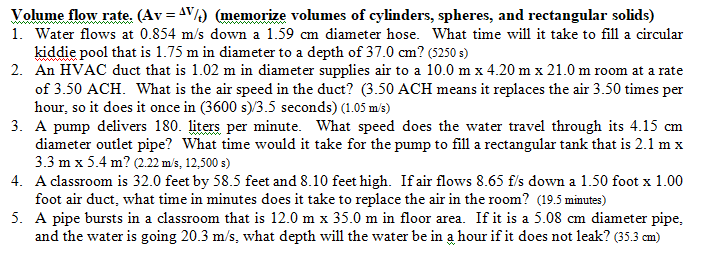 Volume flow rate. (Av = ΔV/t) (memorize volumes of cylinders, spheres, and rectangular solids)
1. Water flows at 0.854 m/s down a 1.59 cm diameter hose. What time will it take to fill a circular
kiddie pool that is 1.75 m in diameter to a depth of 37.0 cm? (5250 s)
2. An HVAC duct that is 1.02 m in diameter supplies air to a 10.0 m x 4.20 m x 21.0 m room at a rate
of 3.50 ACH. What is the air speed in the duct? (3.50 ACH means it replaces the air 3.50 times per
hour, so it does it once in (3600 s)/3.5 seconds) (1.05 m/s)
3. A pump delivers 180. liters per minute. What speed does the water travel through its 4.15 cm
diameter outlet pipe? What time would it take for the pump to fill a rectangular tank that is 2.1 m x
3.3 m x 5.4 m? (2.22 m/s, 12,500 s)
4. A classroom is 32.0 feet by 58.5 feet and 8.10 feet high. If air flows 8.65 f/s down a 1.50 foot x 1.00
foot air duct, what time in minutes does it take to replace the air in the room? (19.5 minutes)
5. A pipe bursts in a classroom that is 12.0 m x 35.0 m in floor area. If it is a 5.08 cm diameter pipe,
and the water is going 20.3 m/s, what depth will the water be in a hour if it does not leak? (35.3 cm)